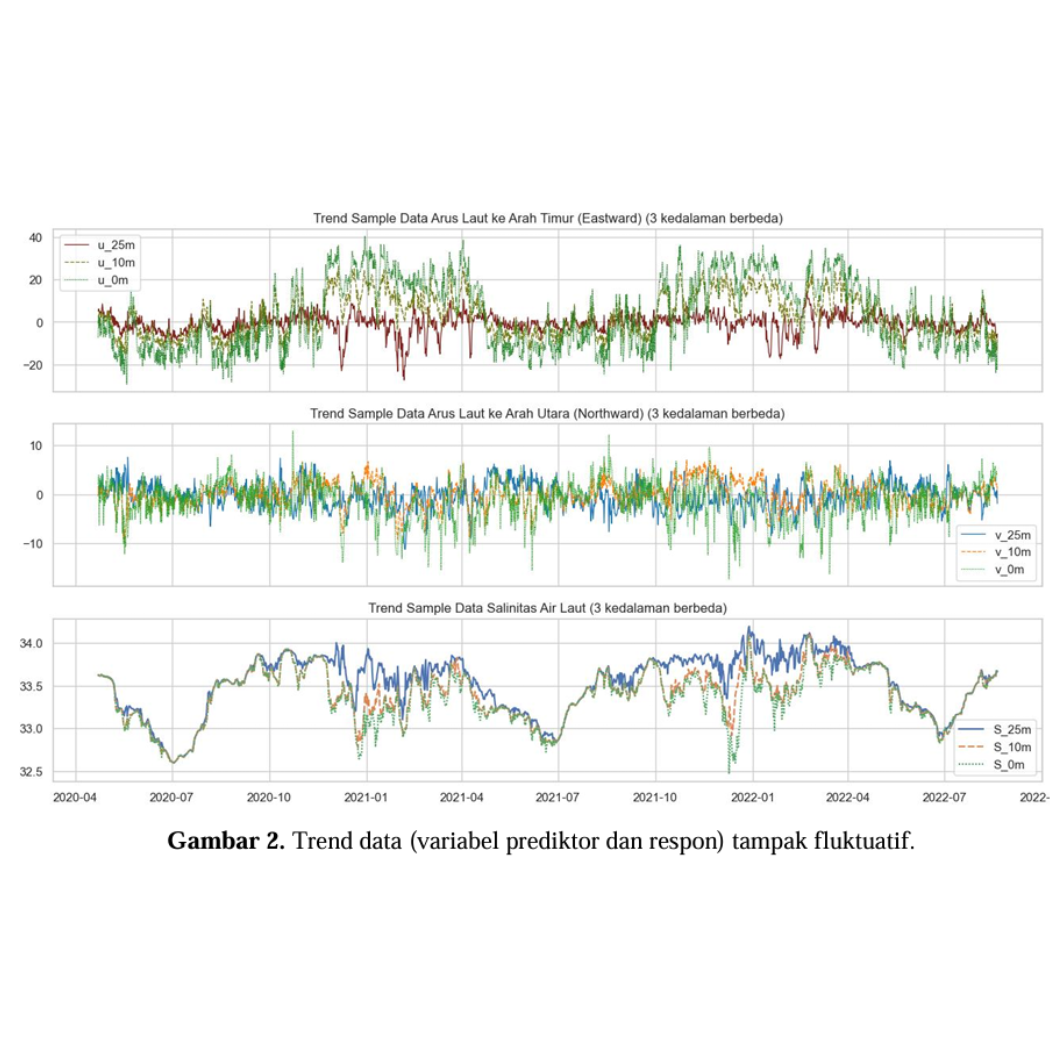 Trend Sample Data Arus Laut ke Arah Timur (Eastward) (3 kedalaman berbeda)
40
20
0
−20
u_25m
u_10m
u_0m
Trend Sample Data Arus Laut ke Arah Utara (Northward) (3 kedalaman berbeda)
10
0
−10
v_25m
v_10m
v_0m
Trend Sample Data Salinitas Air Laut (3 kedalaman berbeda)
34.0
33.5
33.0
32.5
S_25m
S_10m
S_0m
2020-04 2020-07 2020-10 2021-01 2021-04 2021-07 2021-10 2022-01 2022-04 2022-07 2022-
Gambar 2. Trend data (variabel prediktor dan respon) tampak fluktuatif.